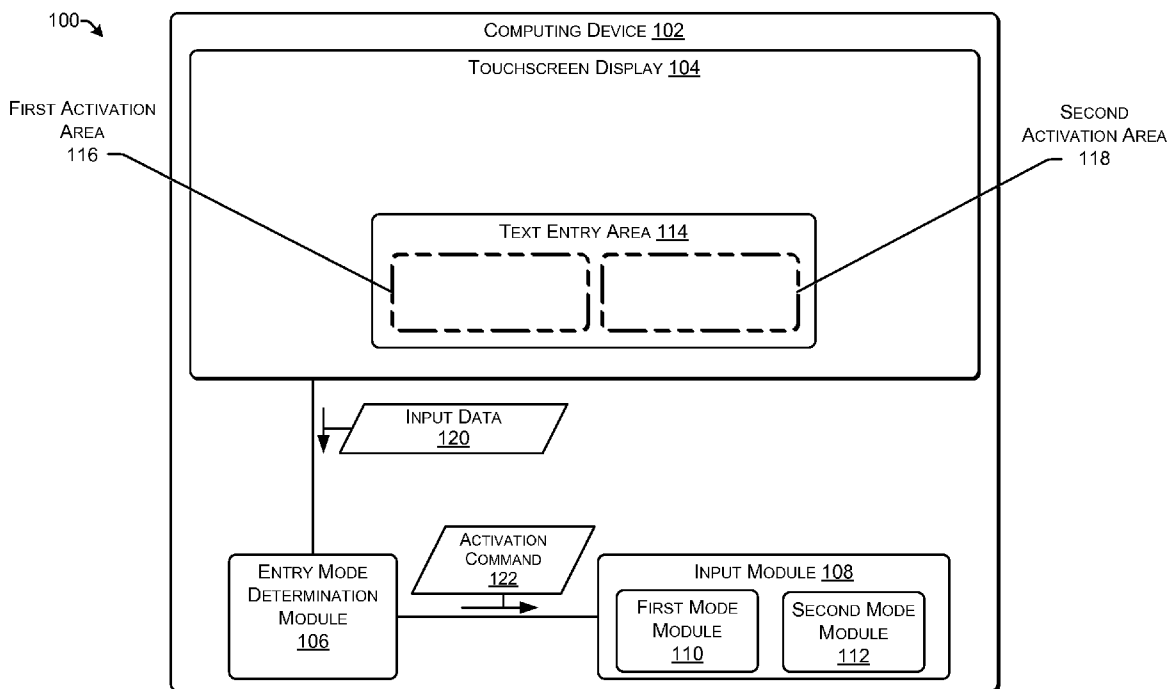 100
COMPUTING DEVICE 102
TOUCHSCREEN DISPLAY 104
FIRST ACTIVATION
AREA
116
SECOND
ACTIVATION AREA
118
TEXT ENTRY AREA 114
INPUT DATA
120
ACTIVATION
COMMAND
122
ENTRY MODE
DETERMINATION
MODULE
106
INPUT MODULE 108
FIRST MODE
MODULE
110
SECOND MODE
MODULE
112